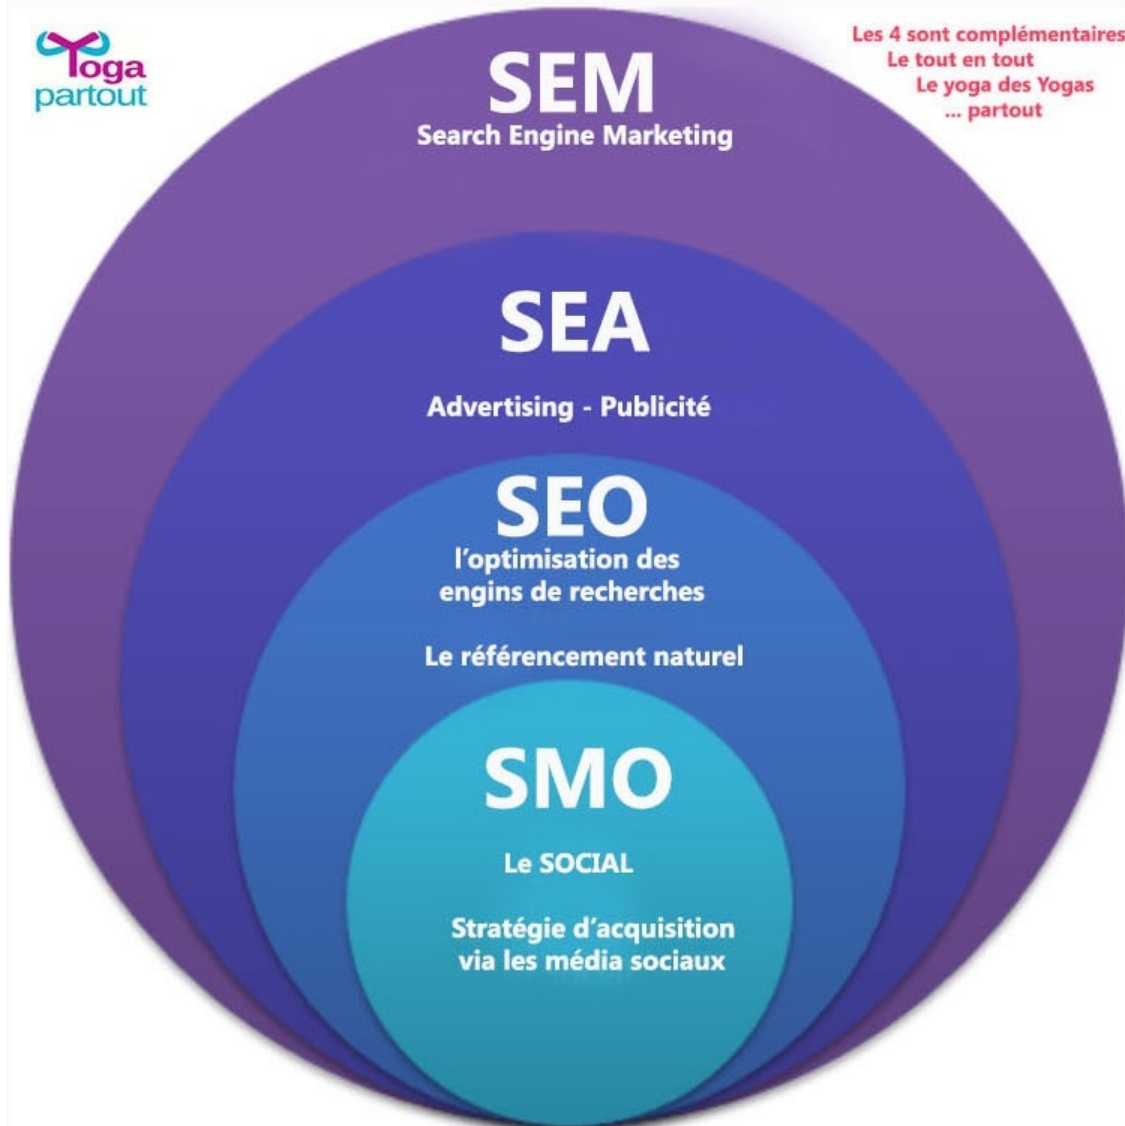 Yoga
partout
Les 4 sont complémentaires
Le tout en tout
Le yoga des Yogas
... partout
SEM
Search Engine Marketing
SEA
Advertising - Publicité
SEO
l'optimisation des
engins de recherches
Le référencement naturel
SMO
Le SOCIAL
Stratégie d'acquisition
via les média sociaux